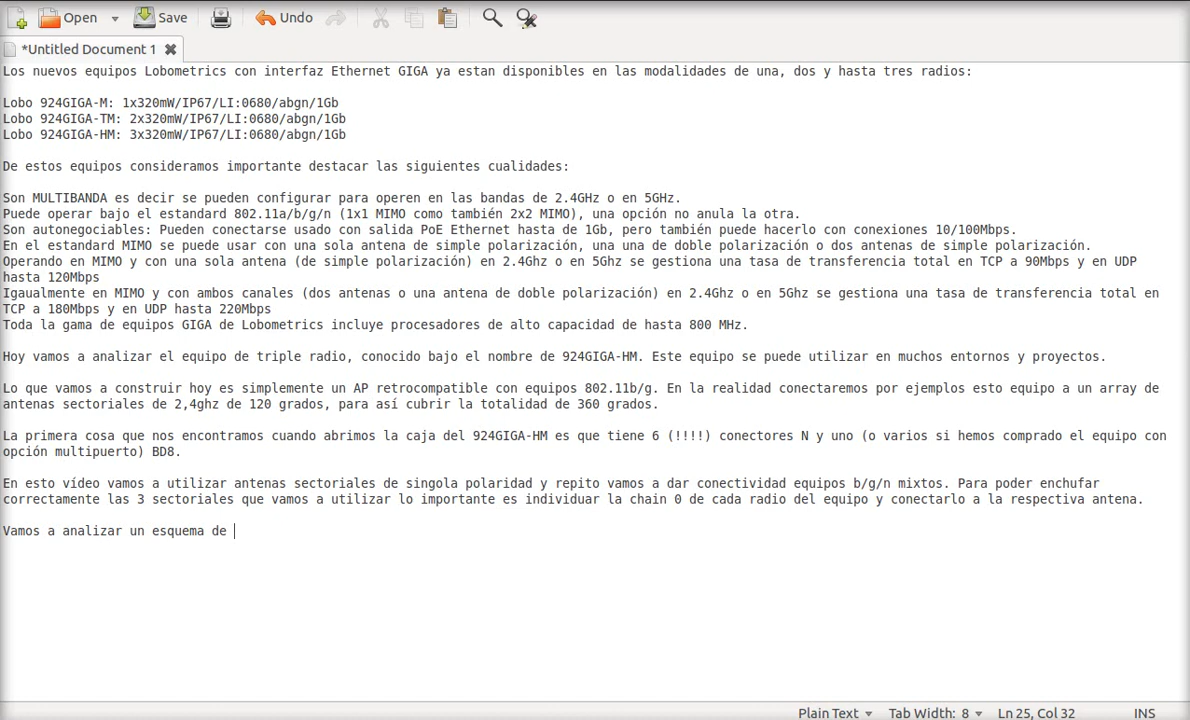 Open Save Undo
*Untitled Document 1
Los nuevos equipos Lobometrics con interfaz Ethernet GIGA ya estan disponibles en las modalidades de una, dos y hasta tres radios:
Lobo 924GIGA-M: 1x320mW/IP67/LI:0680/abgn/1Gb
Lobo 924GIGA-TM: 2x320mW/IP67/LI:0680/abgn/1Gb
Lobo 924GIGA-HM: 3x320mW/IP67/LI:0680/abgn/1Gb
De estos equipos consideramos importante destacar las siguientes cualidades:
Son MULTIBANDA es decir se pueden configurar para operen en las bandas de 2.4GHz o en 5GHz.
Puede operar bajo el estandard 802.11a/b/g/n (1x1 MIMO como también 2x2 MIMO), una opción no anula la otra.
Son autonegociables: Pueden conectarse usado con salida PoE Ethernet hasta de 1Gb, pero también puede hacerlo con conexiones 10/100Mbps.
En el estandard MIMO se puede usar con una sola antena de simple polarización, una una de doble polarización o dos antenas de simple polarización.
Operando en MIMO y con una sola antena (de simple polarización) en 2.4Ghz o en 5Ghz se gestiona una tasa de transferencia total en TCP a 90Mbps y en UDP
hasta 120Mbps
Igaualmente en MIMO y con ambos canales (dos antenas o una antena de doble polarización) en 2.4Ghz o en 5Ghz se gestiona una tasa de transferencia total en
TCP a 180Mbps y en UDP hasta 220Mbps
Toda la gama de equipos GIGA de Lobometrics incluye procesadores de alto capacidad de hasta 800 MHz.
Hoy vamos a analizar el equipo de triple radio, conocido bajo el nombre de 924GIGA-HM. Este equipo se puede utilizar en muchos entornos y proyectos.
Lo que vamos a construir hoy es simplemente un AP retrocompatible con equipos 802.11b/g. En la realidad conectaremos por ejemplos esto equipo a un array de
antenas sectoriales de 2,4ghz de 120 grados, para así cubrir la totalidad de 360 grados.
La primera cosa que nos encontramos cuando abrimos la caja del 924GIGA-HM es que tiene 6 (!!!!) conectores N y uno (o varios si hemos comprado el equipo con
opción multipuerto) BD8.
En esto vídeo vamos a utilizar antenas sectoriales de singola polaridad y repito vamos a dar conectividad equipos b/g/n mixtos. Para poder enchufar
correctamente las 3 sectoriales que vamos a utilizar lo importante es individuar la chain 0 de cada radio del equipo y conectarlo a la respectiva antena.
Vamos a analizar un esquema de
Plain Text Tab Width: 8 Ln 25, Col 32 INS